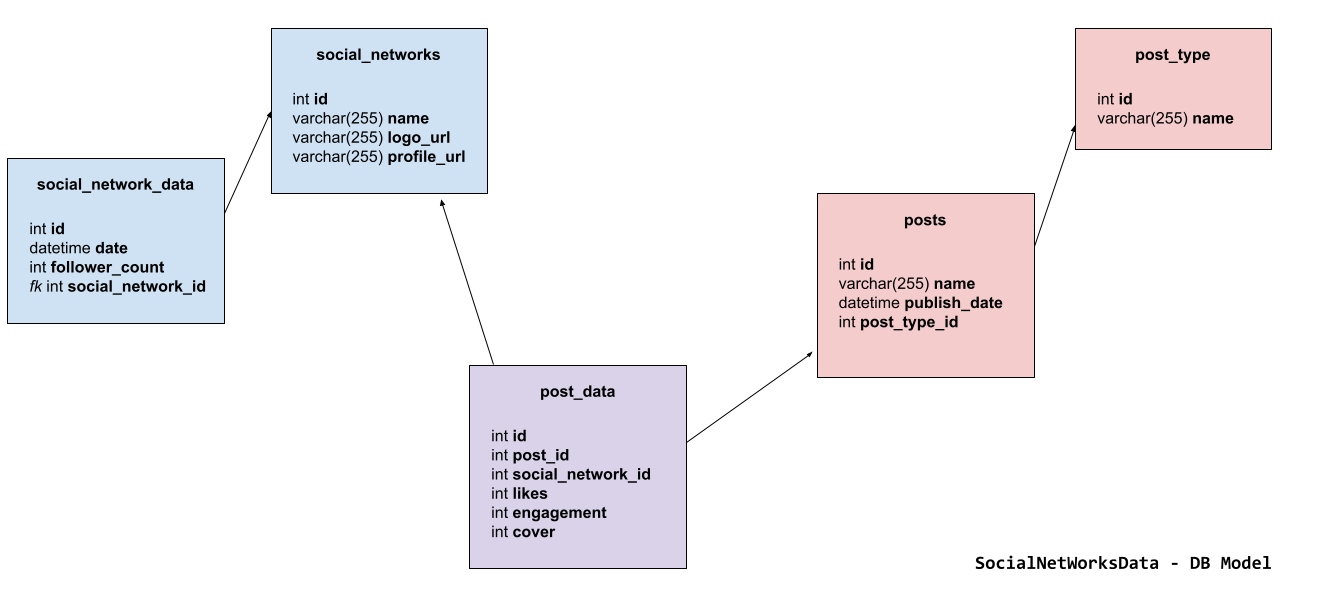 social_networks
int id
varchar(255) name
varchar(255) logo_url
varchar(255) profile_url
post_type
int id
varchar(255) name
social_network_data
int id
datetime date
int follower_count
fk int social_network_id
posts
int id
varchar(255) name
datetime publish_date
int post_type_id
post_data
int id
int post_id
int social_network_id
int likes
int engagement
int cover
SocialNetWorksData - DB Model